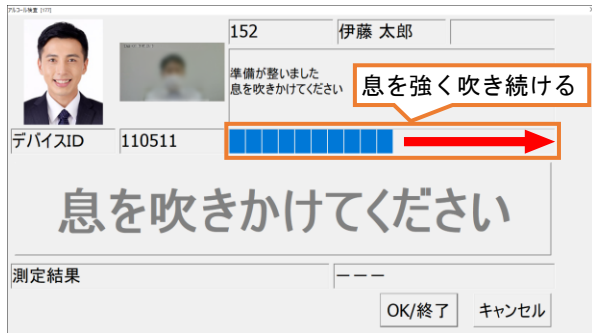 アルコール検査 [177]
152
伊藤 太郎
準備が整いました
息を吹きかけてください
息を強く吹き続ける
デバイスID
110511
息を吹きかけてください
測定結果
ーーー
OK/終了
キャンセル